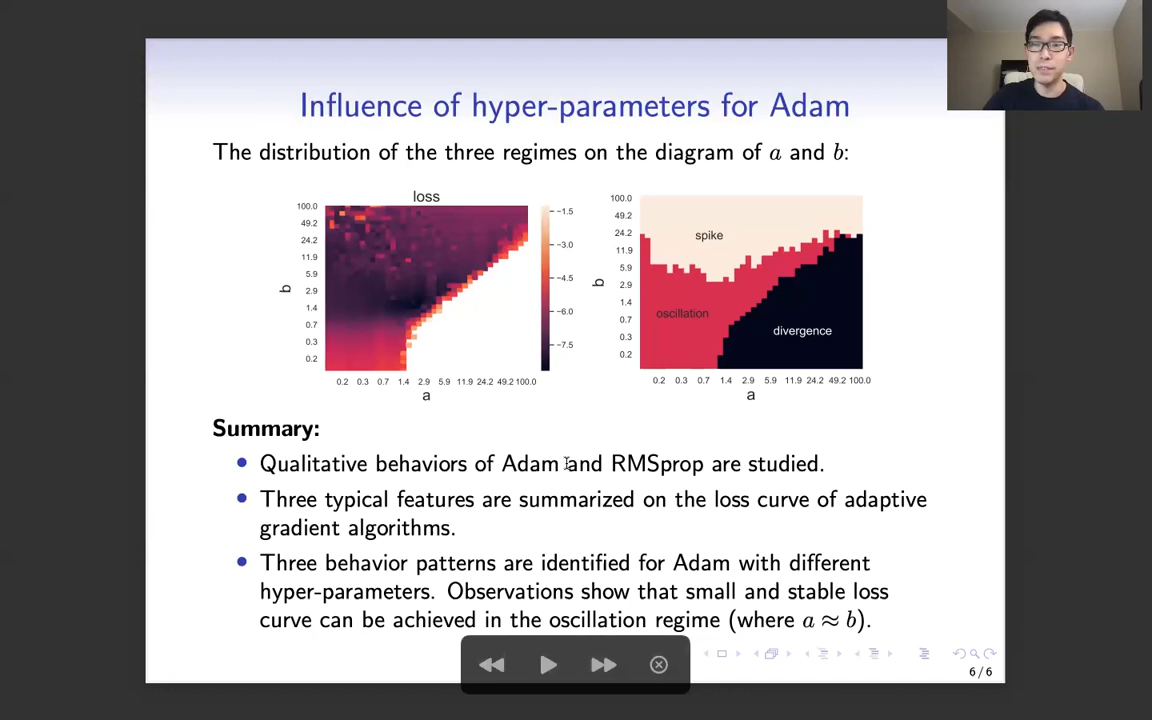 Influence of hyper-parameters for Adam
The distribution of the three regimes on the diagram of a and b:
loss
100.0
49.2
24.2
11.9
5.9
2.9
1.4
0.7
0.3
0.2
b
0.2 0.3 0.7 1.4 2.9 5.9 11.9 24.2 49.2 100.0
a
−1.5
−3.0
−4.5
−6.0
−7.5
100.0
49.2
24.2
11.9
5.9
2.9
1.4
0.7
0.3
0.2
b
spike
oscillation
divergence
0.2 0.3 0.7 1.4 2.9 5.9 11.9 24.2 49.2 100.0
a
Summary:
Qualitative behaviors of Adam and RMSprop are studied.
Three typical features are summarized on the loss curve of adaptive
gradient algorithms.
Three behavior patterns are identified for Adam with different
hyper-parameters. Observations show that small and stable loss
curve can be achieved in the oscillation regime (where a ≈ b).
6 / 6